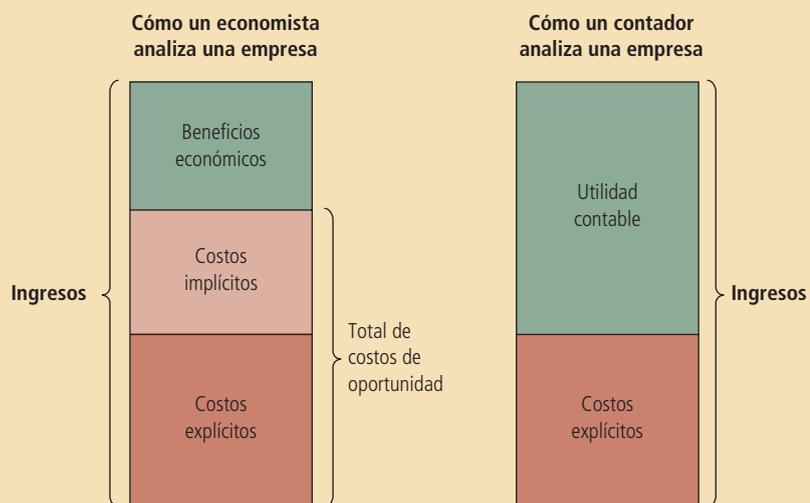 Cómo un economista
analiza una empresa
Beneficios
económicos
Costos
implícitos
Costos
explícitos
Ingresos
Total de
costos de
oportunidad
Cómo un contador
analiza una empresa
Utilidad
contable
Costos
explícitos
Ingresos